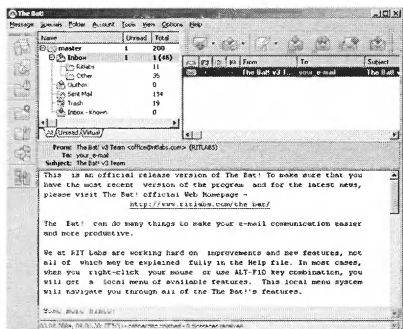 The Bat!
Message Specials Folder Account Tools View Options Help
Name Unread Total
master 1 200
Inbox 1 1 (46)
Ritlabs 11
Other 35
Outbox 0
Sent Mail 134
Trash 19
Inbox - Known 0
All Unread Virtual
From To Subject
The Bat! v3 T... your_e-mail The Bat! v
From: The Bat! v3 Team <office@ritlabs.com> (RITLABS)
To: your_e-mail
Subject: The Bat! v3 Team
This is an official release version of The Bat! To make sure that you
have the most recent version of the program and for the latest news,
please visit The Bat! official Web Homepage -
http://www.ritlabs.com/the_bat/
The Bat! can do many things to make your e-mail communication easier
and more productive.
We at RIT Labs are working hard on improvements and new features, not
all of which may be explained fully in the Help file. In most cases,
when you right-click your mouse or use ALT-F10 key combination, you
will get a local menu of available features. This local menu system
will navigate you through all of the Bat!'s features.